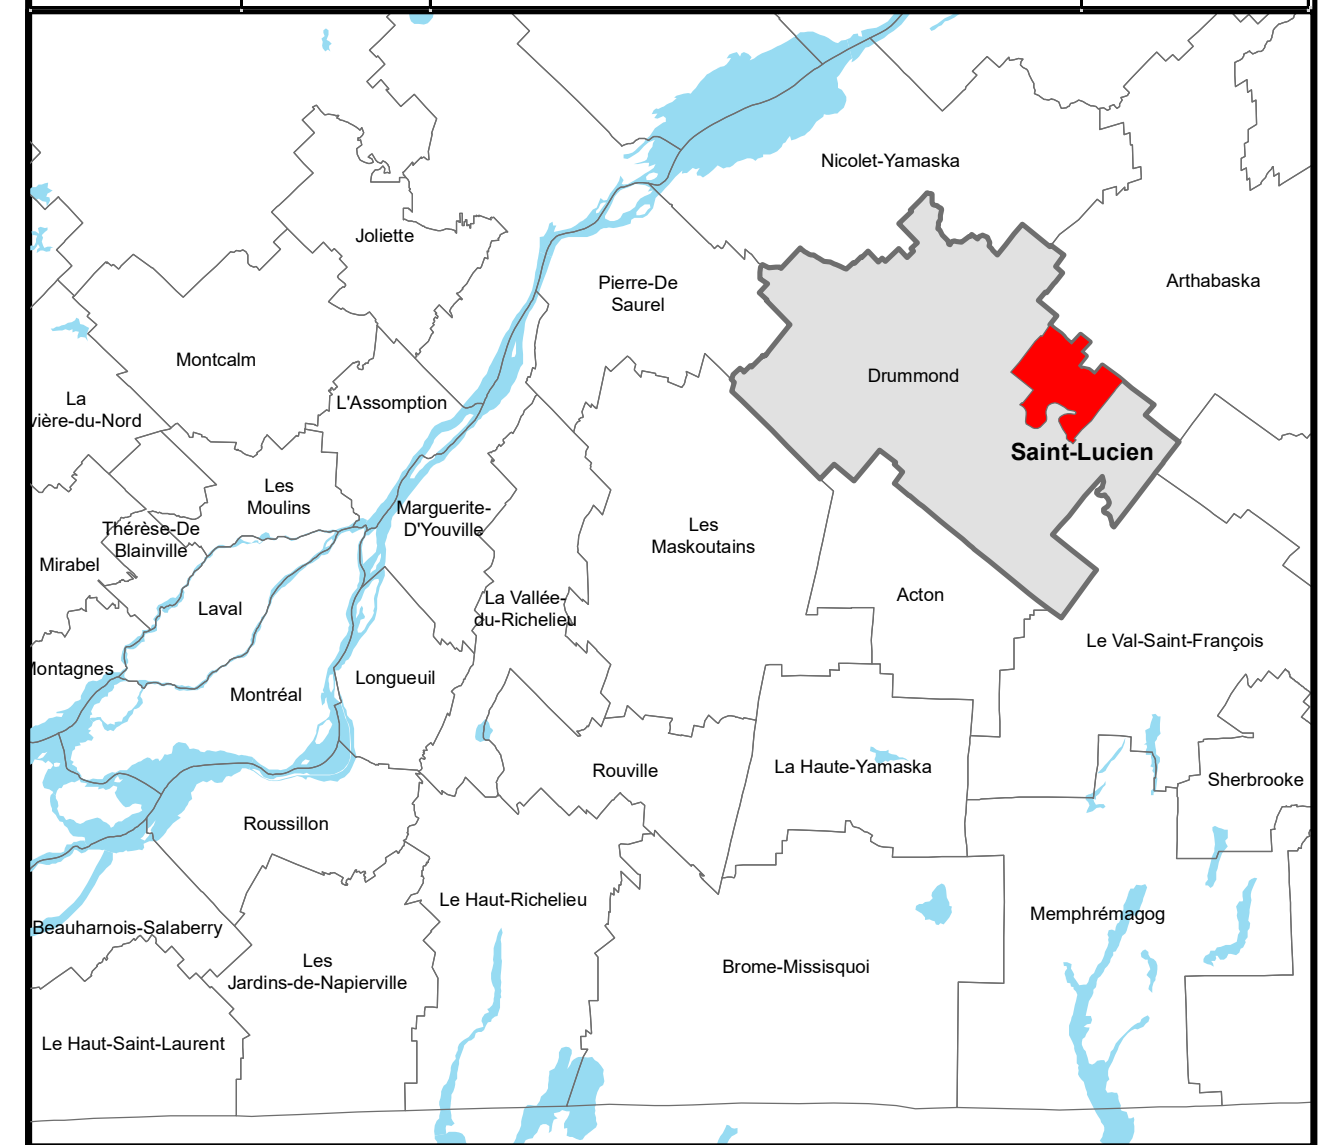 Nicolet-Yamaska
Joliette
Arthabaska
Pierre-De
Saurel
Montcalm
Drummond
La
vière-du-Nord
L'Assomption
Saint-Lucien
Les
Moulins
Marguerite-
D'Youville
Thérèse-De
Blainville
Les
Maskoutains
Mirabel
Laval
La Vallée-
du-Richelieu
Acton
Le Val-Saint-François
Montagnes
Longueuil
Montréal
Rouville
La Haute-Yamaska
Sherbrooke
Roussillon
Le Haut-Richelieu
Memphrémagog
Beauharnois-Salaberry
Les
Jardins-de-Napierville
Brome-Missisquoi
Le Haut-Saint-Laurent